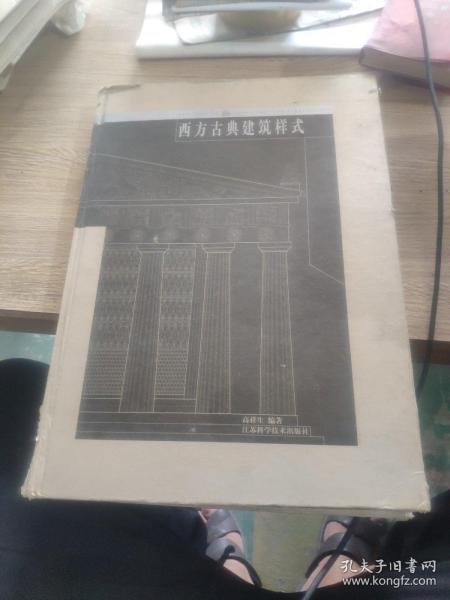 西方古典建筑样式
高祥生 编著
江苏科学技术出版社
孔夫子旧书网
www.kongfz.com